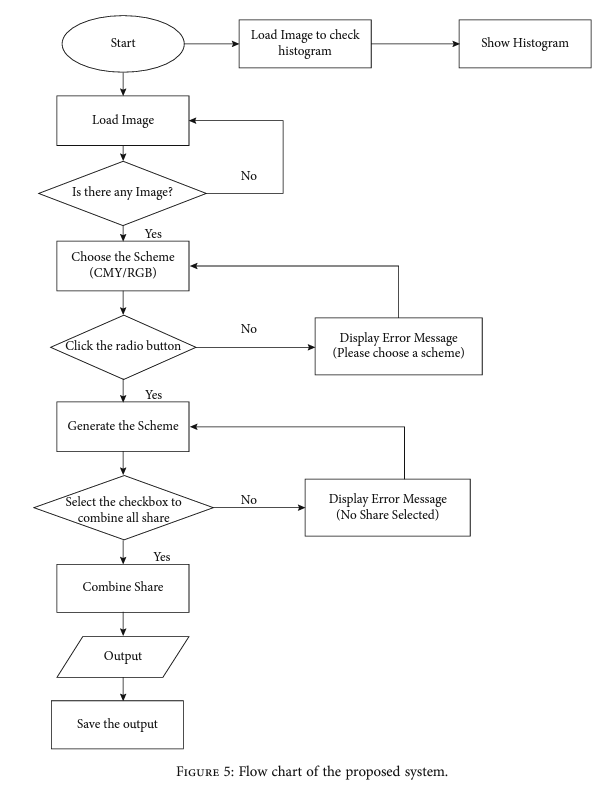 Start
Load Image to check
histogram
Show Histogram
Load Image
No
Is there any Image?
Yes
Choose the Scheme
(CMY/RGB)
No
Click the radio button
Display Error Message
(Please choose a scheme)
Yes
Generate the Scheme
No
Select the checkbox to
combine all share
Display Error Message
(No Share Selected)
Yes
Combine Share
Output
Save the output
Figure 5: Flow chart of the proposed system.